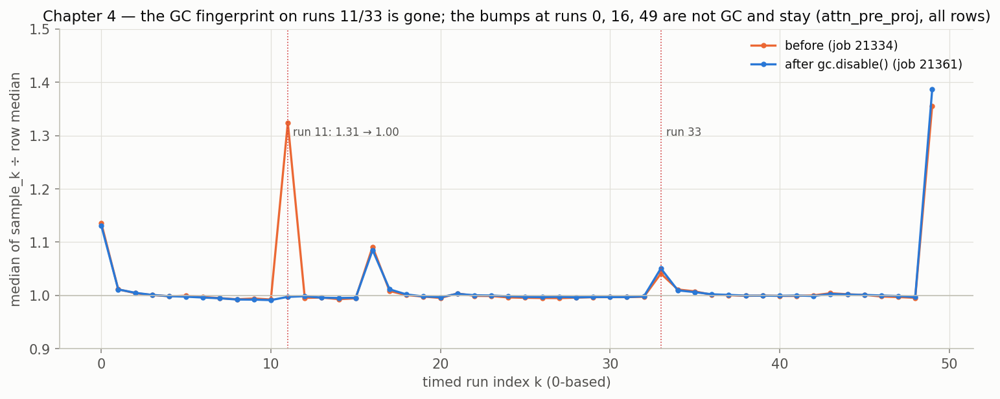 Chapter 4 — the GC fingerprint on runs 11/33 is gone; the bumps at runs 0, 16, 49 are not GC and stay (attn_pre_proj, all rows)
median of sample_k ÷ row median
1.5
1.4
1.3
1.2
1.1
1.0
0.9
before (job 21334)
after gc.disable() (job 21361)
run 11: 1.31 → 1.00
run 33
0
10
20
30
40
50
timed run index k (0-based)